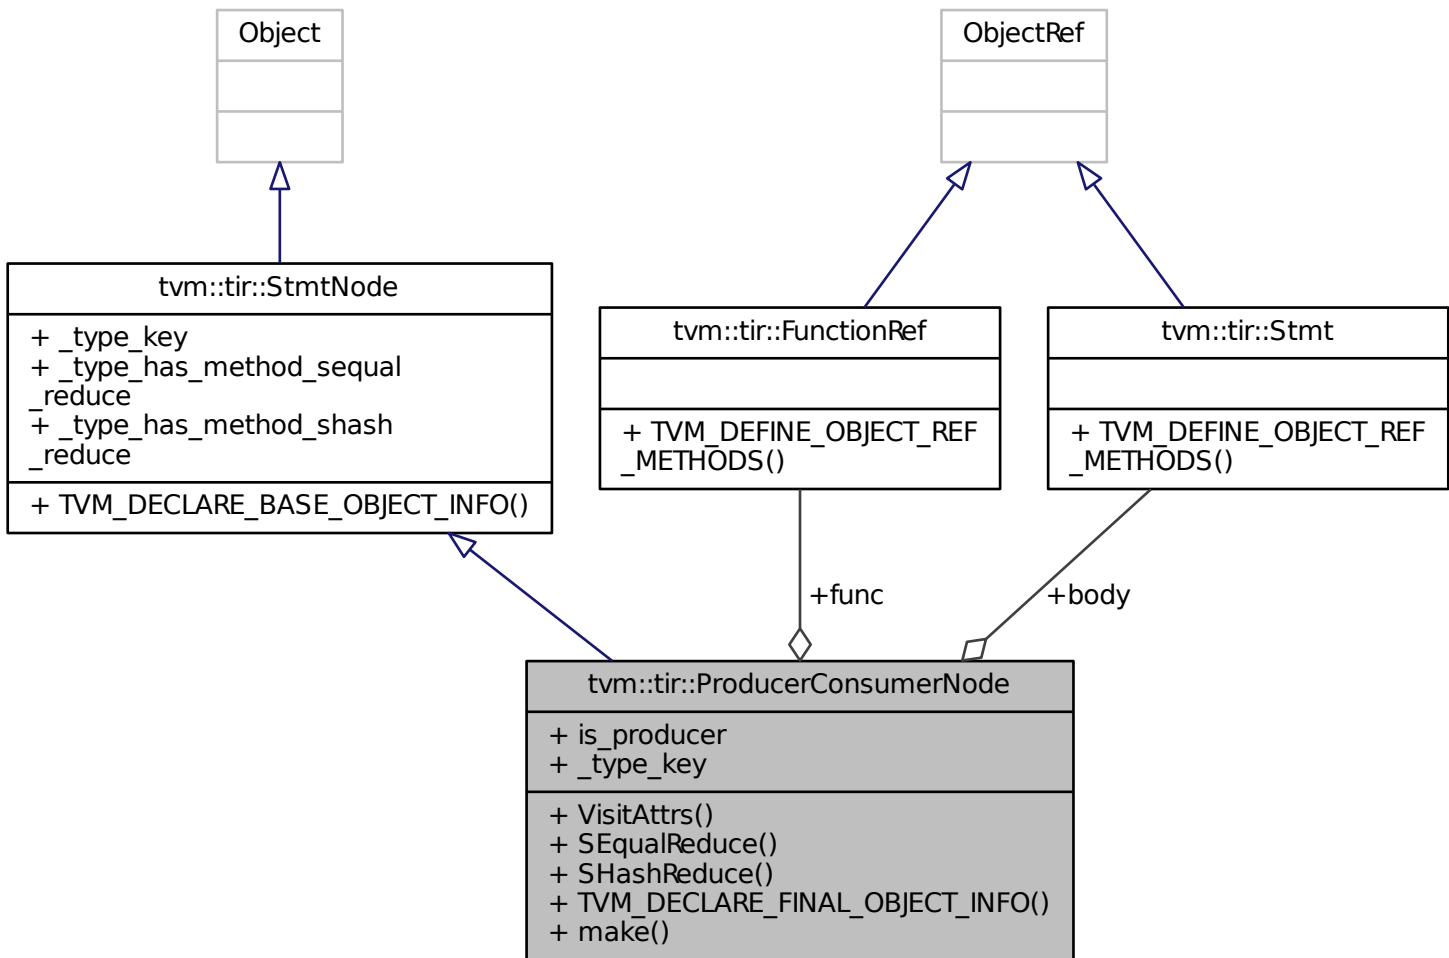 Object
ObjectRef
tvm::tir::StmtNode
+ _type_key
+ _type_has_method_sequal
_reduce
+ _type_has_method_shash
_reduce
+ TVM_DECLARE_BASE_OBJECT_INFO()
tvm::tir::FunctionRef
+ TVM_DEFINE_OBJECT_REF
_METHODS()
tvm::tir::Stmt
+ TVM_DEFINE_OBJECT_REF
_METHODS()
+func
+body
tvm::tir::ProducerConsumerNode
+ is_producer
+ _type_key
+ VisitAttrs()
+ SEqualReduce()
+ SHashReduce()
+ TVM_DECLARE_FINAL_OBJECT_INFO()
+ make()